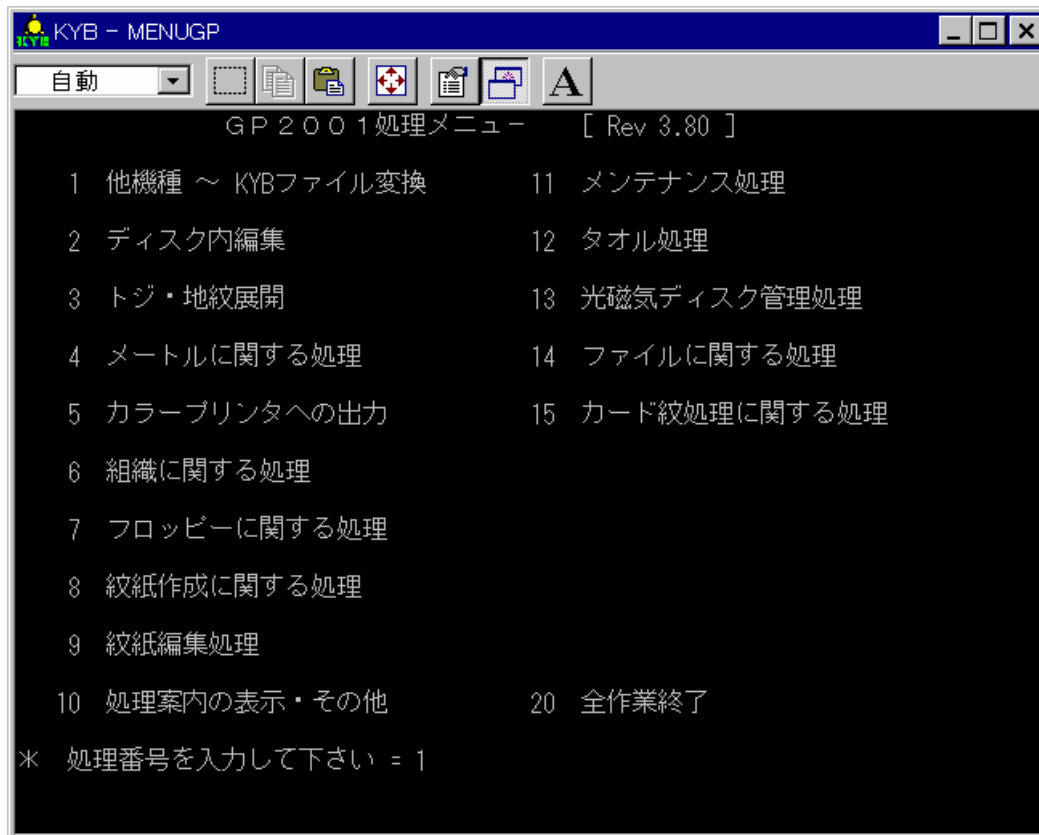 KYB - MENUGP
自動
A
GP2001処理メニュー [ Rev 3.80 ]
1 他機種 ～ KYBファイル変換
2 ディスク内編集
3 トジ・地紋展開
4 メートルに関する処理
5 カラープリンタへの出力
6 組織に関する処理
7 フロッピーに関する処理
8 紋紙作成に関する処理
9 紋紙編集処理
10 処理案内の表示・その他
11 メンテナンス処理
12 タオル処理
13 光磁気ディスク管理処理
14 ファイルに関する処理
15 カード紋処理に関する処理
20 全作業終了
＊ 処理番号を入力して下さい = 1